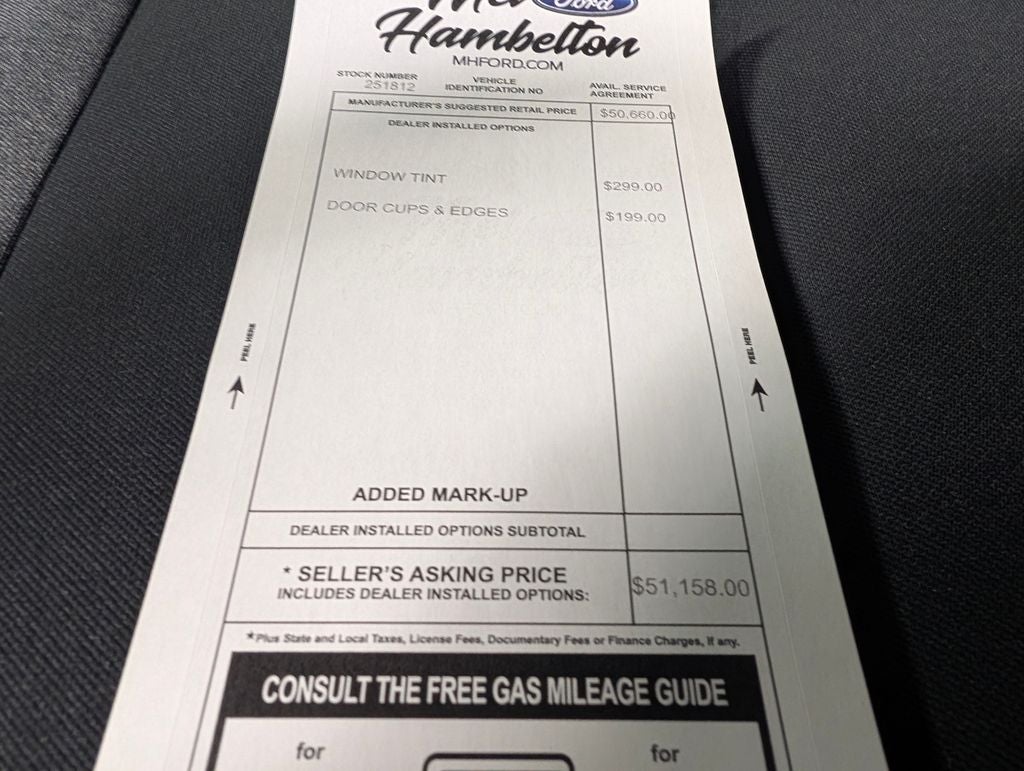 Ford
Hambelton
MHFORD.COM
STOCK NUMBER
251812
VEHICLE
IDENTIFICATION NO
AVAIL. SERVICE
AGREEMENT
MANUFACTURER'S SUGGESTED RETAIL PRICE $50,660.00
DEALER INSTALLED OPTIONS
WINDOW TINT $299.00
DOOR CUPS & EDGES $199.00
PEEL HERE
PEEL HERE
ADDED MARK-UP
DEALER INSTALLED OPTIONS SUBTOTAL
* SELLER'S ASKING PRICE
INCLUDES DEALER INSTALLED OPTIONS: $51,158.00
*Plus State and Local Taxes, License Fees, Documentary Fees or Finance Charges, if any.
CONSULT THE FREE GAS MILEAGE GUIDE
for for